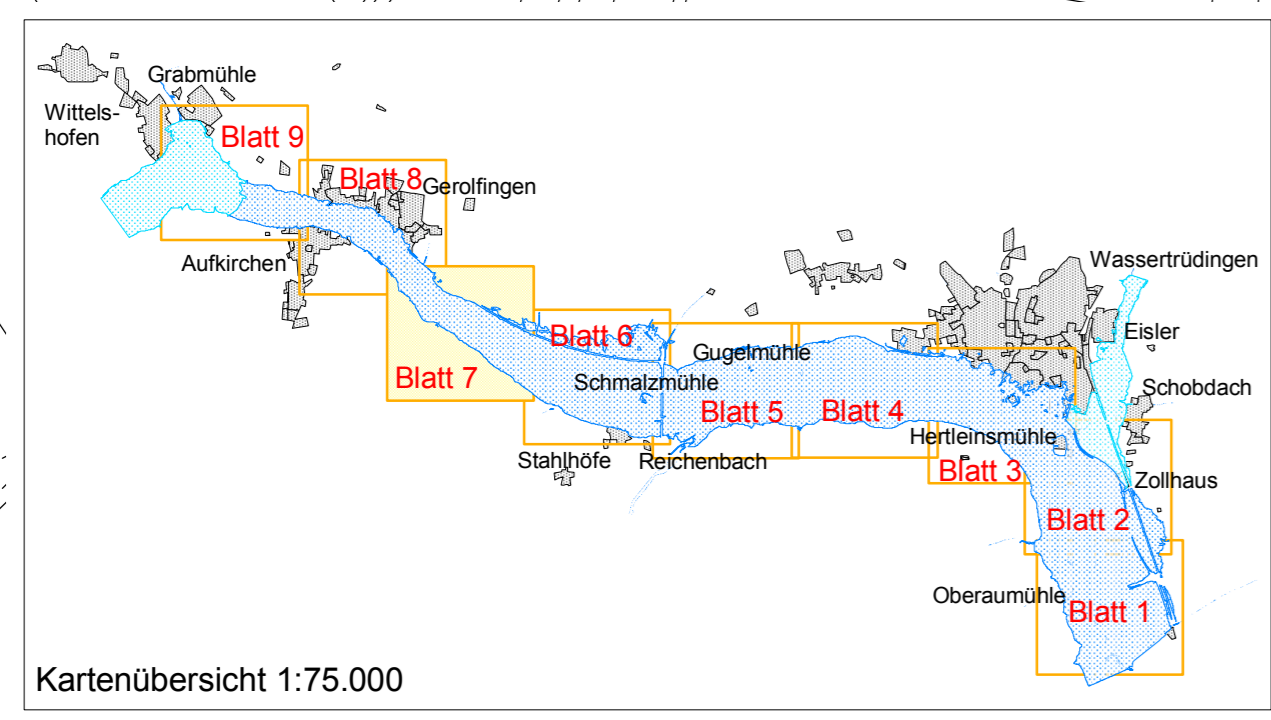 Grabmühle
Wittels-
hofen
Blatt 9
Blatt 8
Gerolfingen
Aufkirchen
Wassertrüdingen
Eisler
Blatt 6
Gugelmühle
Blatt 7
Schmalzmühle
Schobdach
Blatt 5
Blatt 4
Hertleinsmühle
Stahlhöfe
Reichenbach
Blatt 3
Zollhaus
Blatt 2
Oberaumühle
Blatt 1
Kartenübersicht 1:75.000